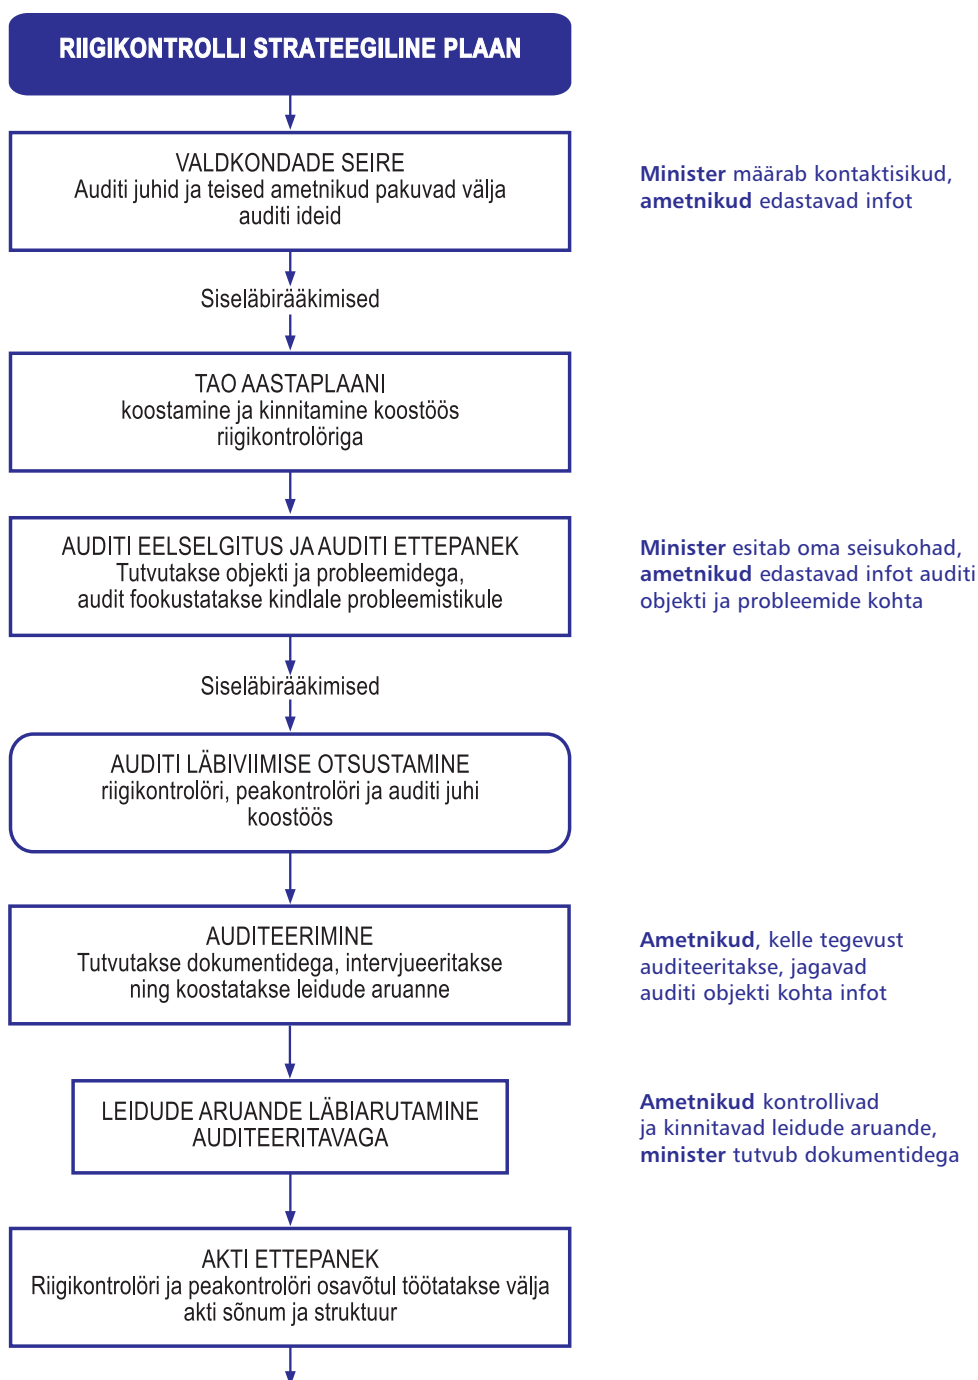 RIIGIKONTROLLI STRATEEGILINE PLAAN
VALDKONDADE SEIRE
Auditi juhid ja teised ametnikud pakuvad välja
auditi ideid
Minister määrab kontaktisikud,
ametnikud edastavad infot
Siseläbirääkimised
TAO AASTAPLAANI
koostamine ja kinnitamine koostöös
riigikontrolöriga
AUDITI EELSELGITUS JA AUDITI ETTEPANEK
Tutvutakse objekti ja probleemidega,
audit fookustatakse kindlale probleemistikule
Minister esitab oma seisukohad,
ametnikud edastavad infot auditi
objekti ja probleemide kohta
Siseläbirääkimised
AUDITI LÄBIVIIMISE OTSUSTAMINE
riigikontrolöri, peakontrolöri ja auditi juhi
koostöös
AUDITEERIMINE
Tutvutakse dokumentidega, intervjueeritakse
ning koostatakse leidude aruanne
Ametnikud, kelle tegevust
auditeeritakse, jagavad
auditi objekti kohta infot
LEIDUDE ARUANDE LÄBIARUTAMINE
AUDITEERITAVAGA
Ametnikud kontrollivad
ja kinnitavad leidude aruande,
minister tutvub dokumentidega
AKTI ETTEPANEK
Riigikontrolöri ja peakontrolöri osavõtul töötatakse välja
akti sõnum ja struktuur